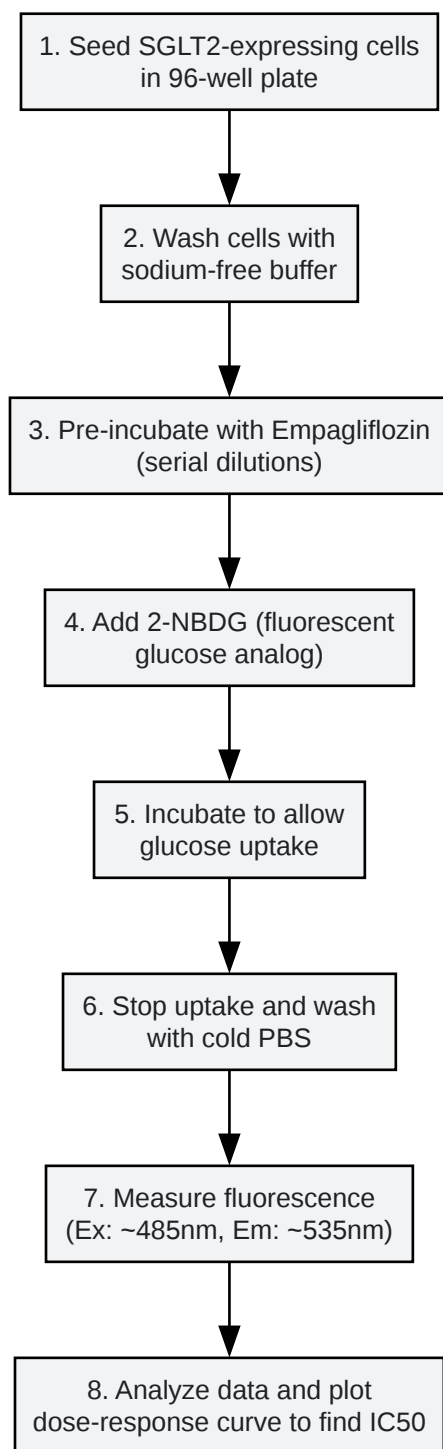 1. Seed SGLT2-expressing cells
in 96-well plate
2. Wash cells with
sodium-free buffer
3. Pre-incubate with Empagliflozin
(serial dilutions)
4. Add 2-NBDG (fluorescent
glucose analog)
5. Incubate to allow
glucose uptake
6. Stop uptake and wash
with cold PBS
7. Measure fluorescence
(Ex: ~485nm, Em: ~535nm)
8. Analyze data and plot
dose-response curve to find IC50